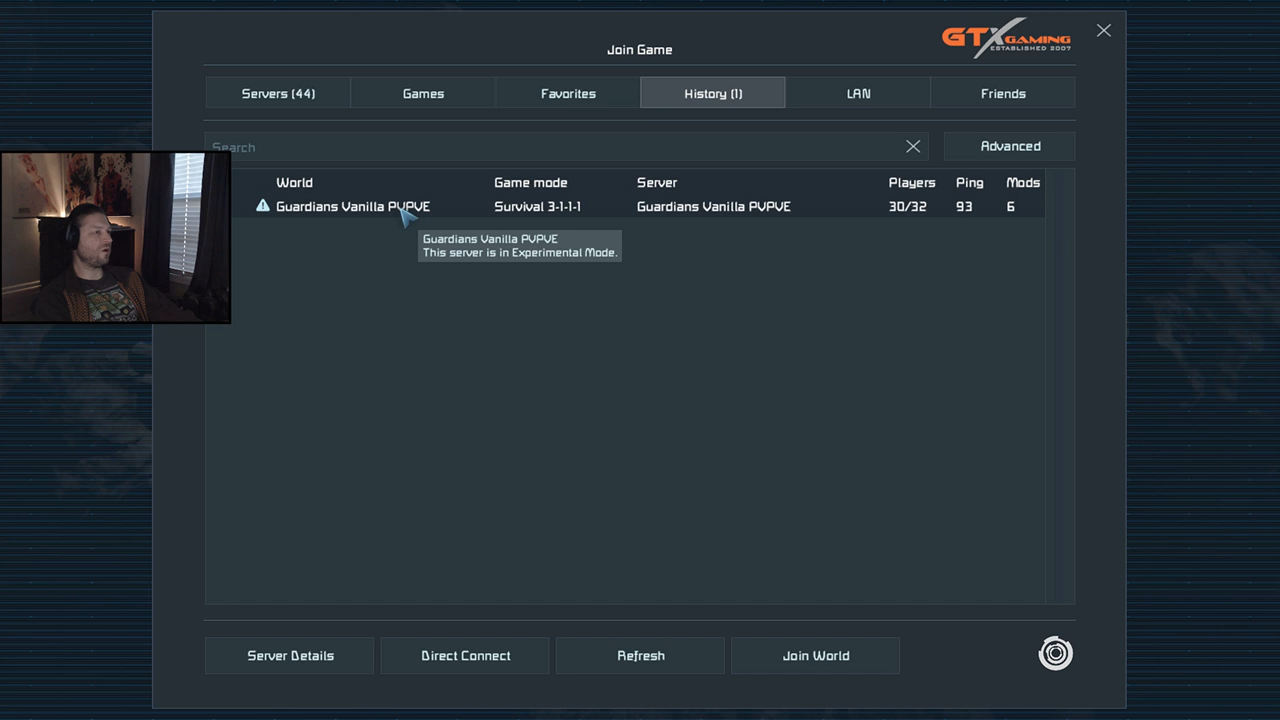 Join Game
GTX GAMING
ESTABLISHED 2007
Servers (44) Games Favorites History (1) LAN Friends
Search Advanced
World Game mode Server Players Ping Mods
Guardians Vanilla PVPVE Survival 3-1-1-1 Guardians Vanilla PVPVE 30/32 93 6
Guardians Vanilla PVPVE
This server is in Experimental Mode.
Server Details Direct Connect Refresh Join World